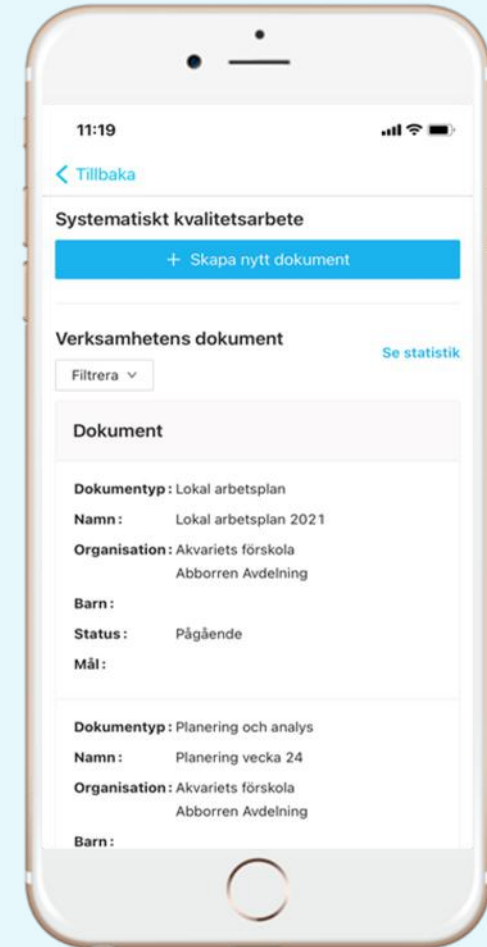 11:19
Tillbaka
Systematiskt kvalitetsarbete
+ Skapa nytt dokument
Verksamhetens dokument
Se statistik
Filtrera
Dokument
Dokumentyp: Lokal arbetsplan
Namn: Lokal arbetsplan 2021
Organisation: Akvariets förskola
Abborren Avdelning
Barn:
Status: Pågående
Mål:
Dokumentyp: Planering och analys
Namn: Planering vecka 24
Organisation: Akvariets förskola
Abborren Avdelning
Barn: